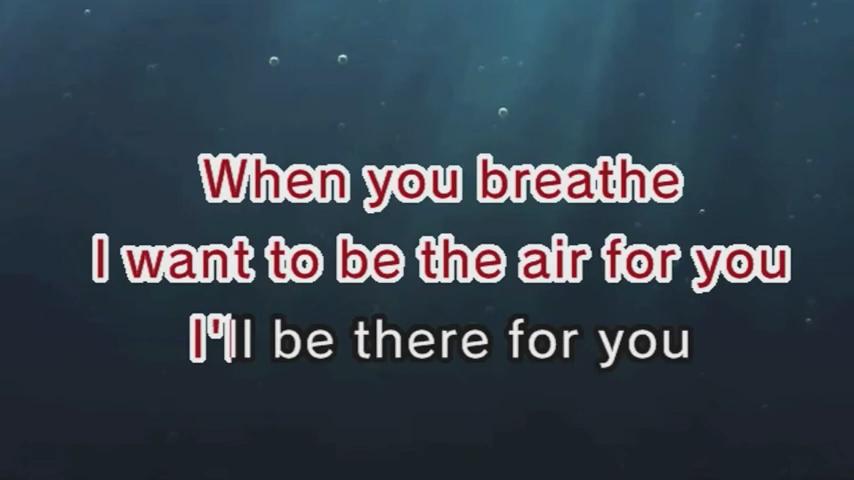 When you breathe
I want to be the air for you
I'll be there for you